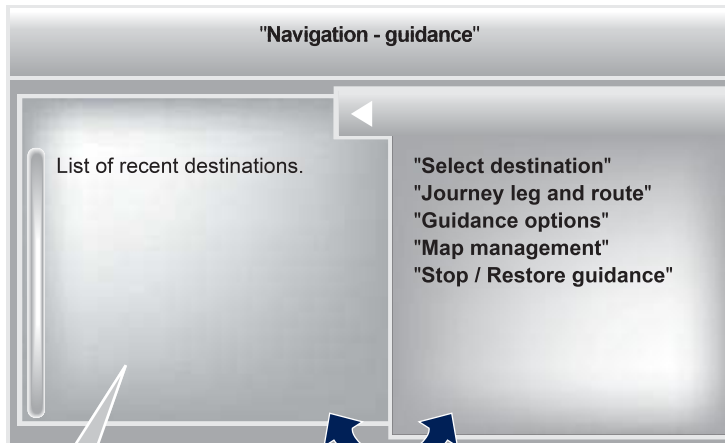 "Navigation - guidance"
List of recent destinations.
"Select destination"
"Journey leg and route"
"Guidance options"
"Map management"
"Stop / Restore guidance"